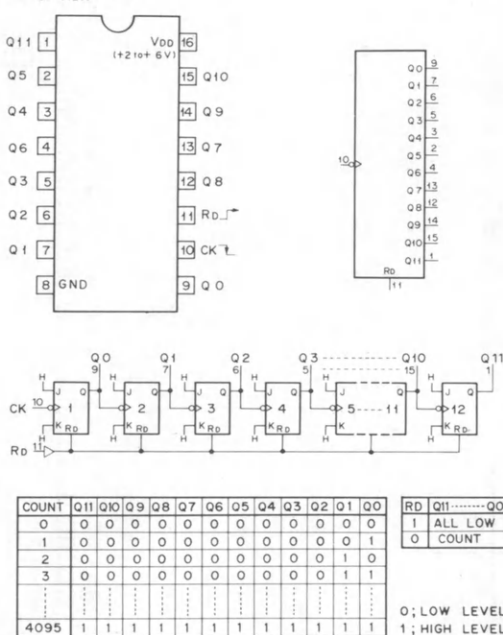 Q11 1 VDD 16
(+2 to+ 6V)
Q5 2 15 Q10
Q4 3 14 Q9
Q6 4 13 Q7
Q3 5 12 Q8
Q2 6 11 RD
Q1 7 10 CK
8 GND 9 Q0
Q0 9
Q1 7
Q2 6
Q3 5
Q4 3
Q5 2
Q6 4
10 Q7 13
Q8 12
Q9 14
Q10 15
Q11 1
RD
11
Q0 Q1 Q2 Q3 Q10 Q11
9 7 6 5 15 1
H H H H H H
J Q J Q J Q J Q J Q J Q
CK 10 1 2 3 4 5 11 12
K RD K RD K RD K RD K RD K RD
H H H H H H
RD 11
COUNT Q11 Q10 Q9 Q8 Q7 Q6 Q5 Q4 Q3 Q2 Q1 Q0
0 0 0 0 0 0 0 0 0 0 0 0 0
1 0 0 0 0 0 0 0 0 0 0 0 1
2 0 0 0 0 0 0 0 0 0 0 1 0
3 0 0 0 0 0 0 0 0 0 0 1 1
4095 1 1 1 1 1 1 1 1 1 1 1 1
RD Q11--------Q0
1 ALL LOW
0 COUNT
0; LOW LEVEL
1; HIGH LEVEL